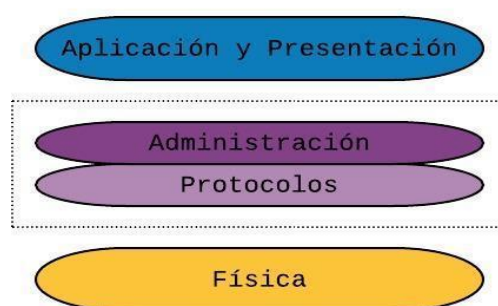 Aplicación y Presentación
Administración
Protocolos
Física